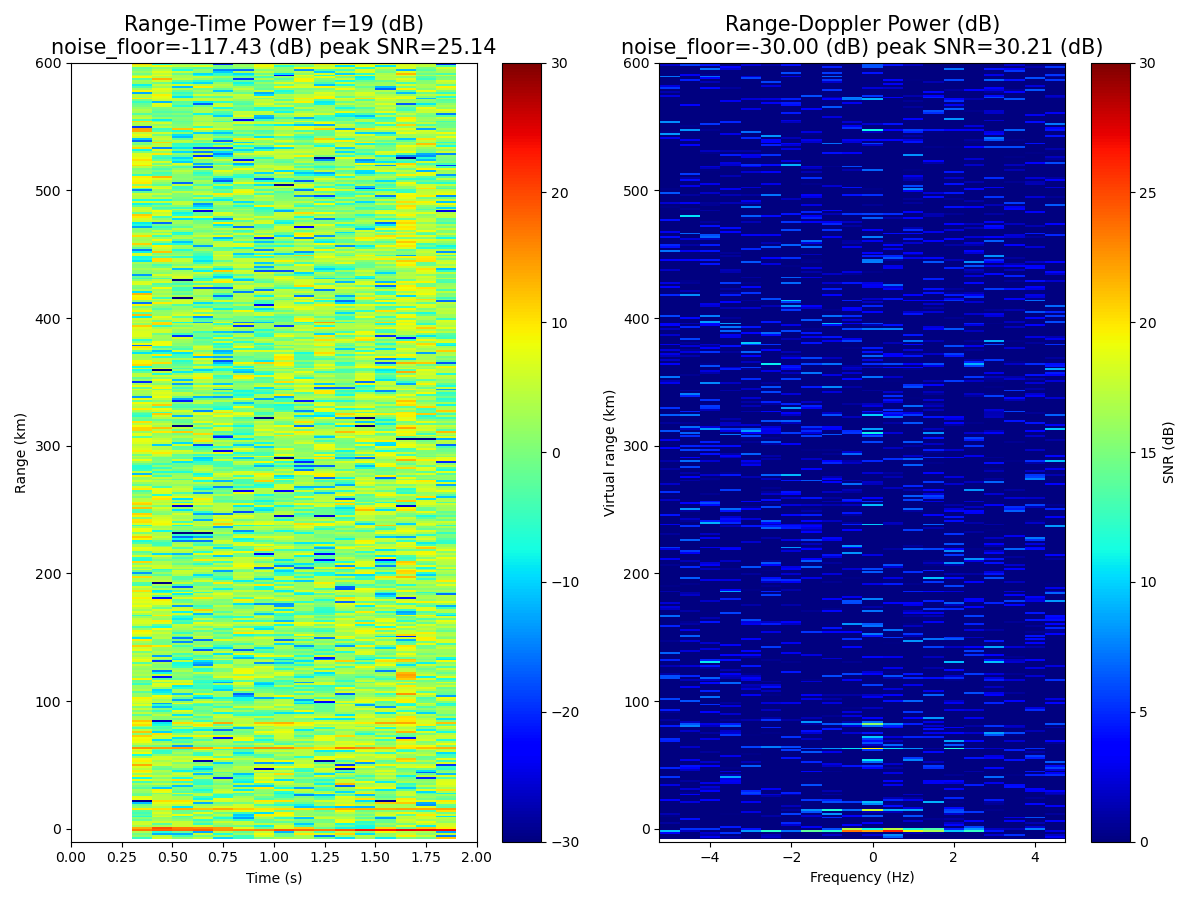 Range-Time Power f=19 (dB)
noise_floor=-117.43 (dB) peak SNR=25.14
600
500
400
300
200
100
0
Range (km)
0.00 0.25 0.50 0.75 1.00 1.25 1.50 1.75 2.00
Time (s)
30
20
10
0
−10
−20
−30
Range-Doppler Power (dB)
noise_floor=-30.00 (dB) peak SNR=30.21 (dB)
600
500
400
300
200
100
0
Virtual range (km)
−4 −2 0 2 4
Frequency (Hz)
30
25
20
15
10
5
0
SNR (dB)